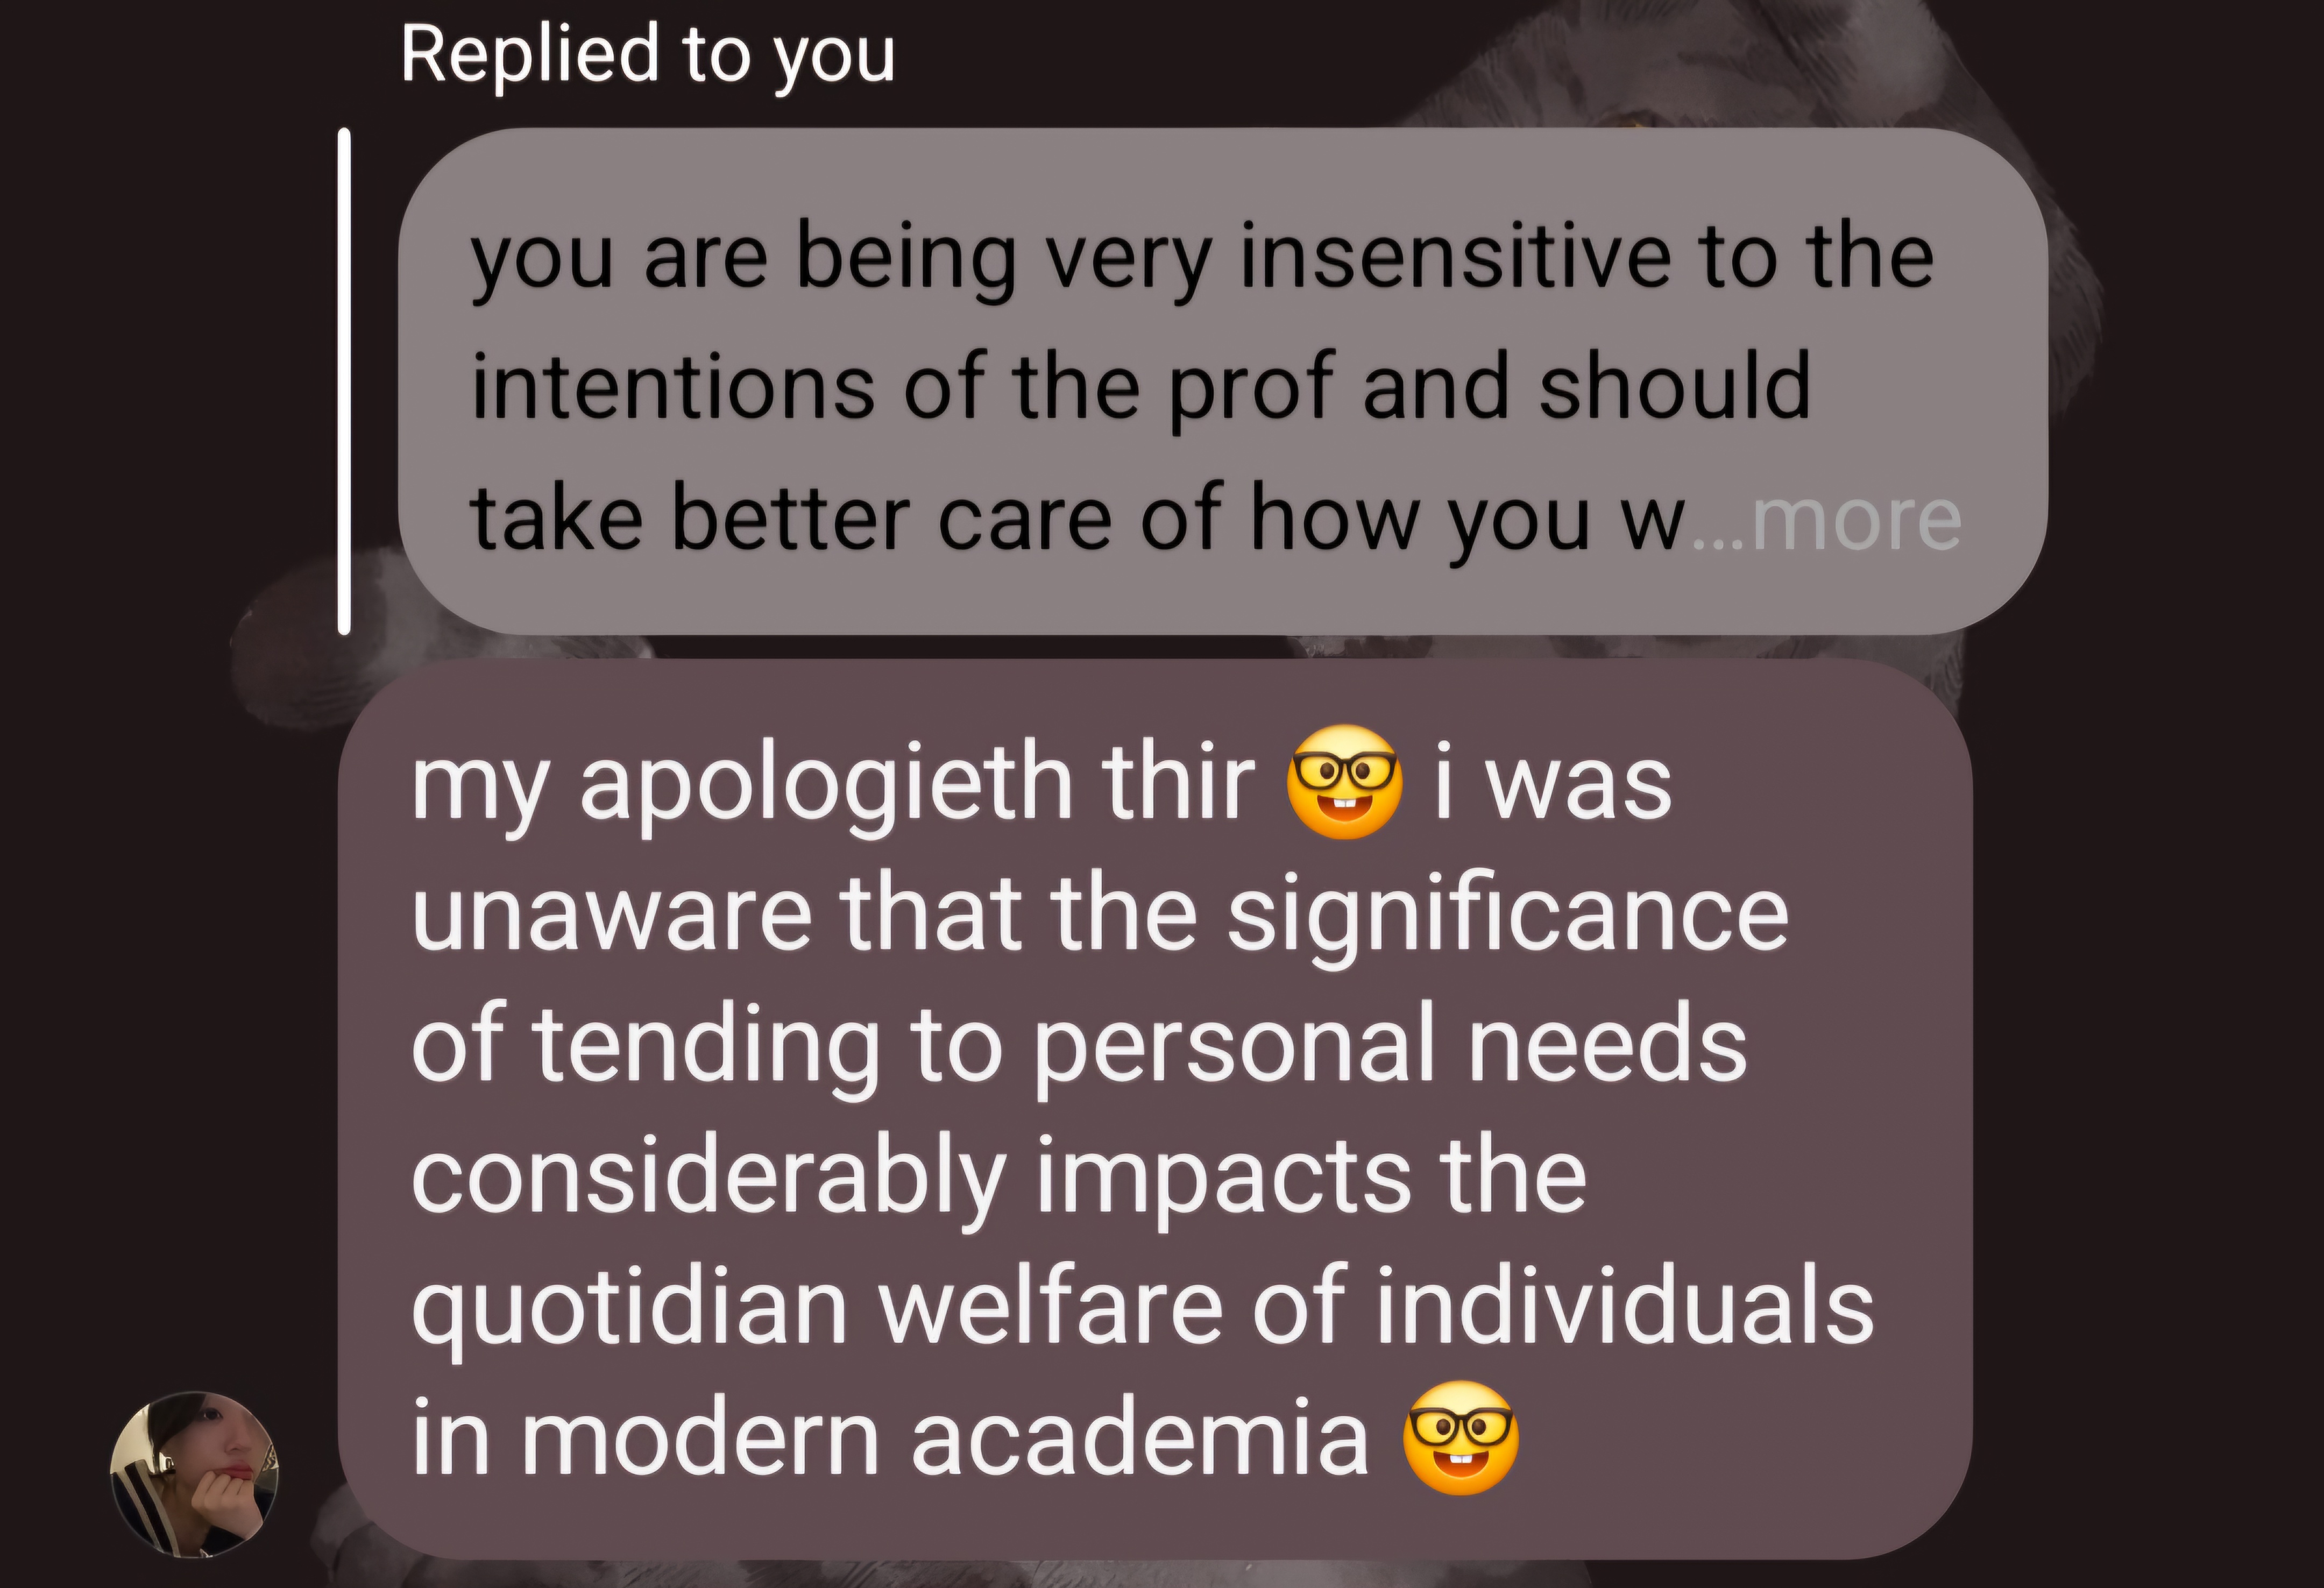 Replied to you
you are being very insensitive to the
intentions of the prof and should
take better care of how you w...more
my apologieth thir 🤓 i was
unaware that the significance
of tending to personal needs
considerably impacts the
quotidian welfare of individuals
in modern academia 🤓